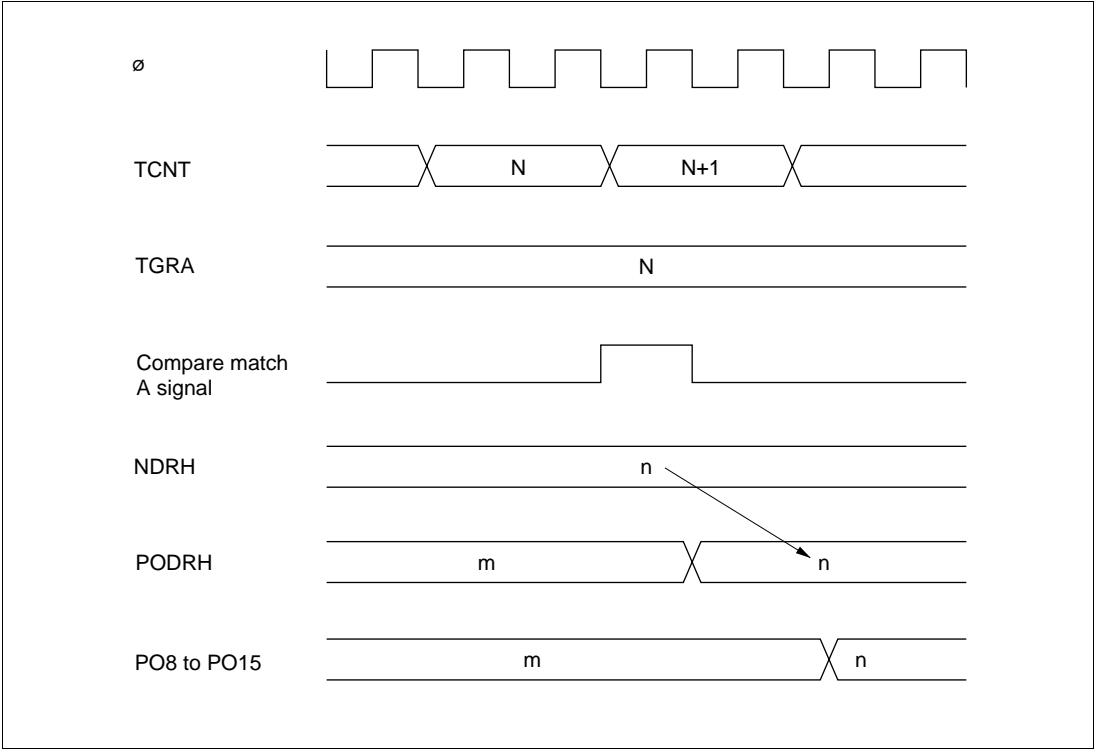 ø
TCNT N N+1
TGRA N
Compare match
A signal
NDRH n
PODRH m n
PO8 to PO15 m n